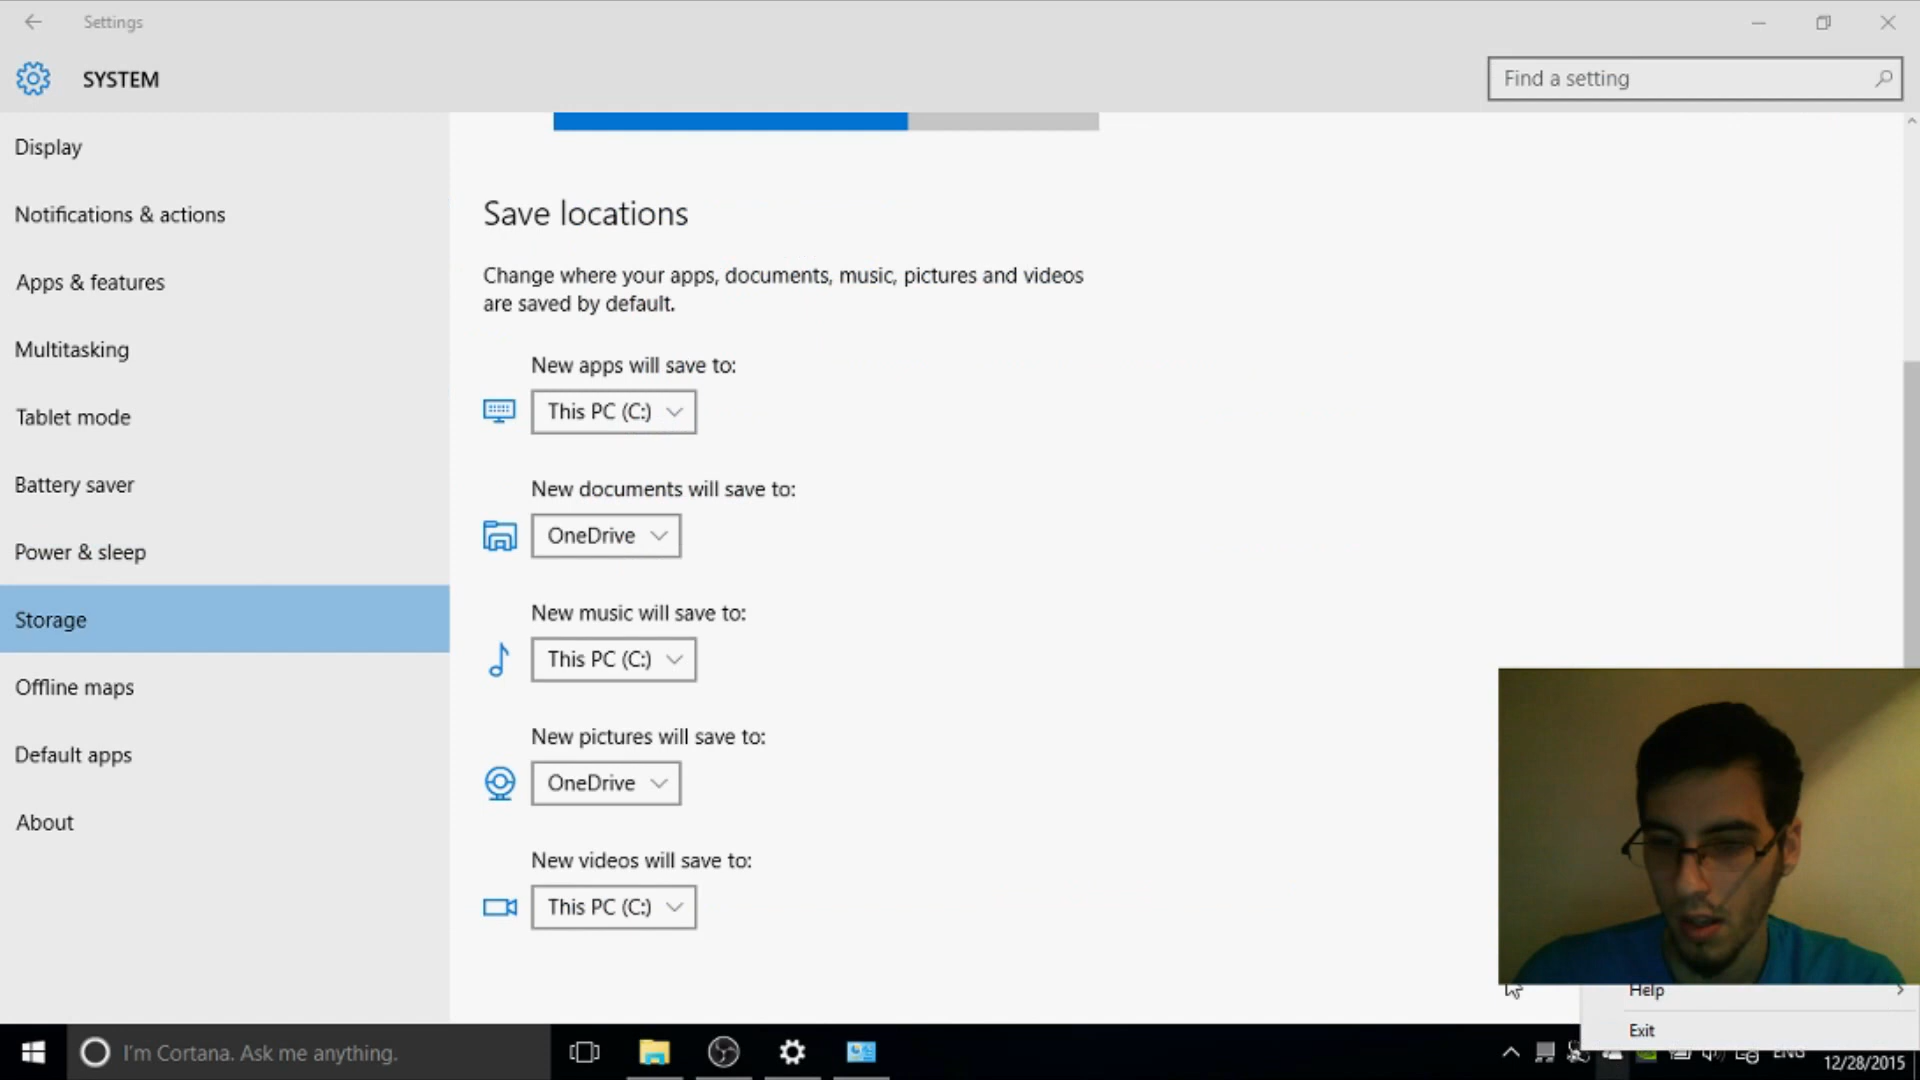 Settings
SYSTEM
Find a setting
Display
Notifications & actions
Apps & features
Multitasking
Tablet mode
Battery saver
Power & sleep
Storage
Offline maps
Default apps
About
Save locations
Change where your apps, documents, music, pictures and videos
are saved by default.
New apps will save to:
This PC (C:)
New documents will save to:
OneDrive
New music will save to:
This PC (C:)
New pictures will save to:
OneDrive
New videos will save to:
This PC (C:)
Help
Exit
I'm Cortana. Ask me anything.
ENG
12/28/2015